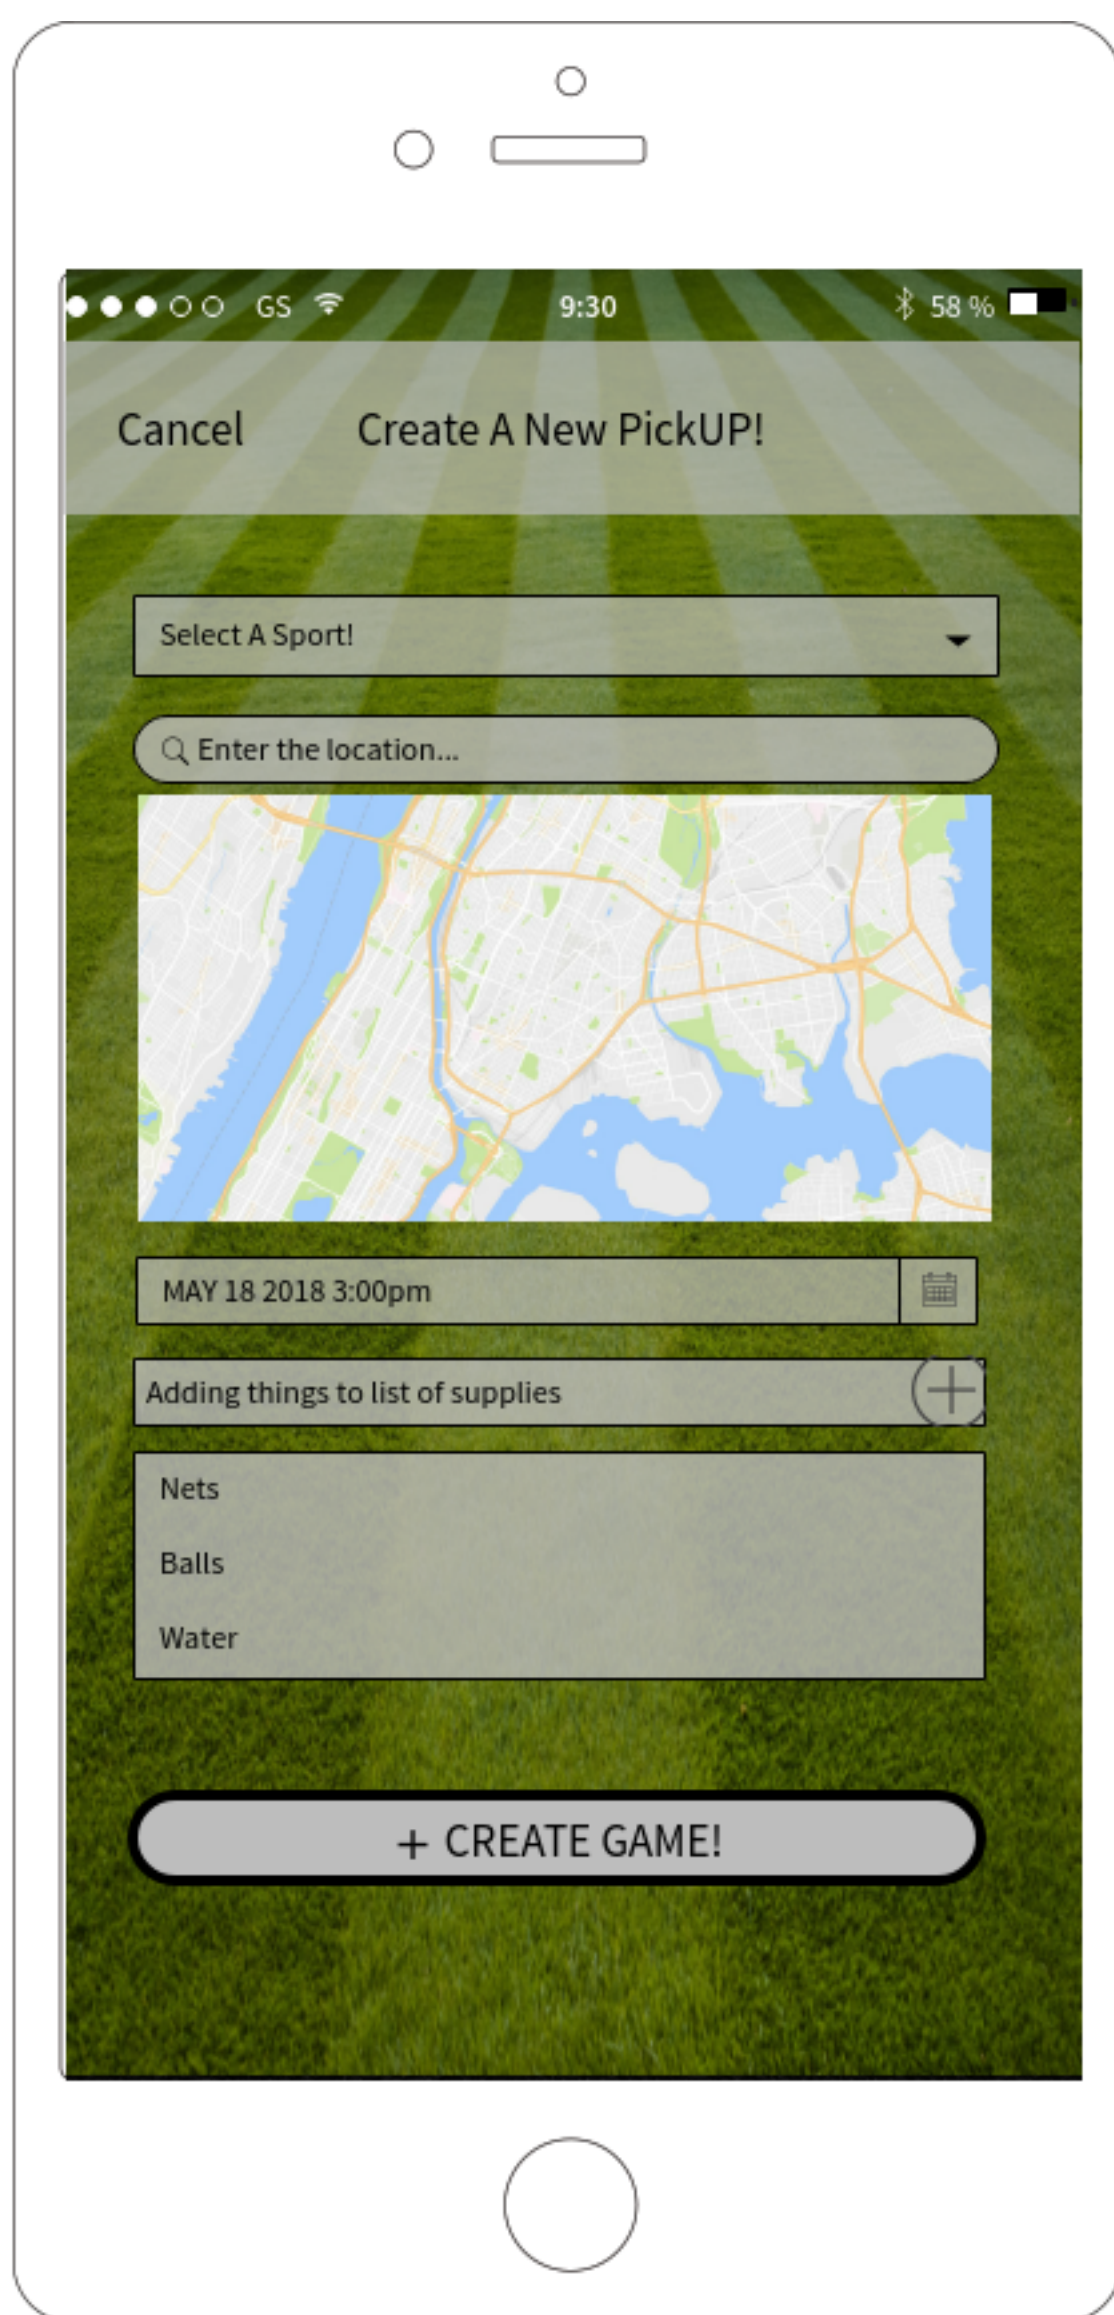 GS 9:30 58 %
Cancel Create A New PickUP!
Select A Sport!
Enter the location...
MAY 18 2018 3:00pm
Adding things to list of supplies
Nets
Balls
Water
+ CREATE GAME!